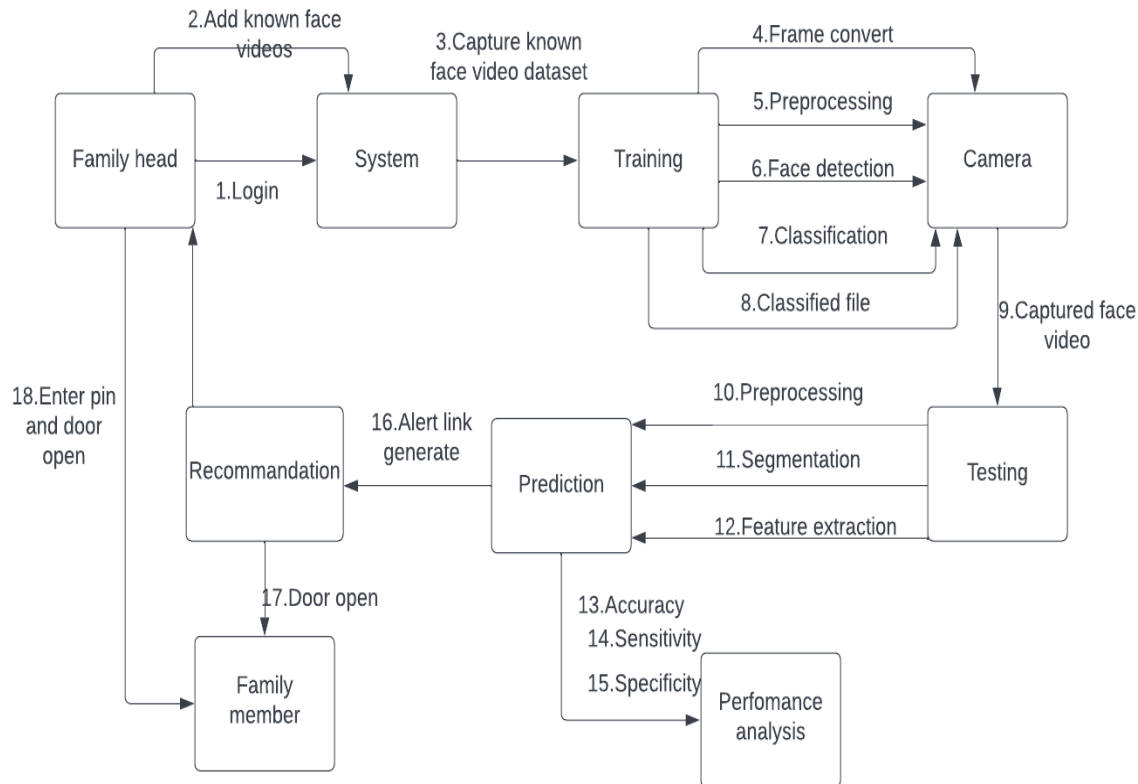 2.Add known face
videos
3.Capture known
face video dataset
4.Frame convert
5.Preprocessing
Family head
System
Training
Camera
6.Face detection
1.Login
7.Classification
8.Classified file
9.Captured face
video
18.Enter pin
and door
open
10.Preprocessing
16.Alert link
generate
11.Segmentation
Recommandation
Prediction
Testing
12.Feature extraction
17.Door open
13.Accuracy
14.Sensitivity
15.Specificity
Family
member
Perfomance
analysis